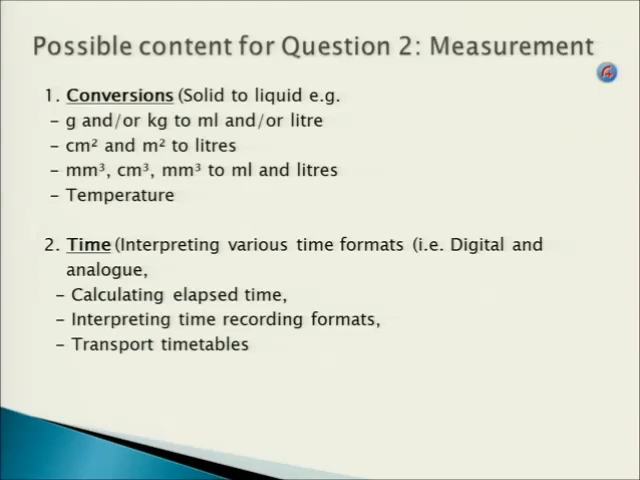 Possible content for Question 2: Measurement
1. Conversions (Solid to liquid e.g.
- g and/or kg to ml and/or litre
- cm² and m² to litres
- mm³, cm³, mm³ to ml and litres
- Temperature
2. Time (Interpreting various time formats (i.e. Digital and
analogue,
- Calculating elapsed time,
- Interpreting time recording formats,
- Transport timetables